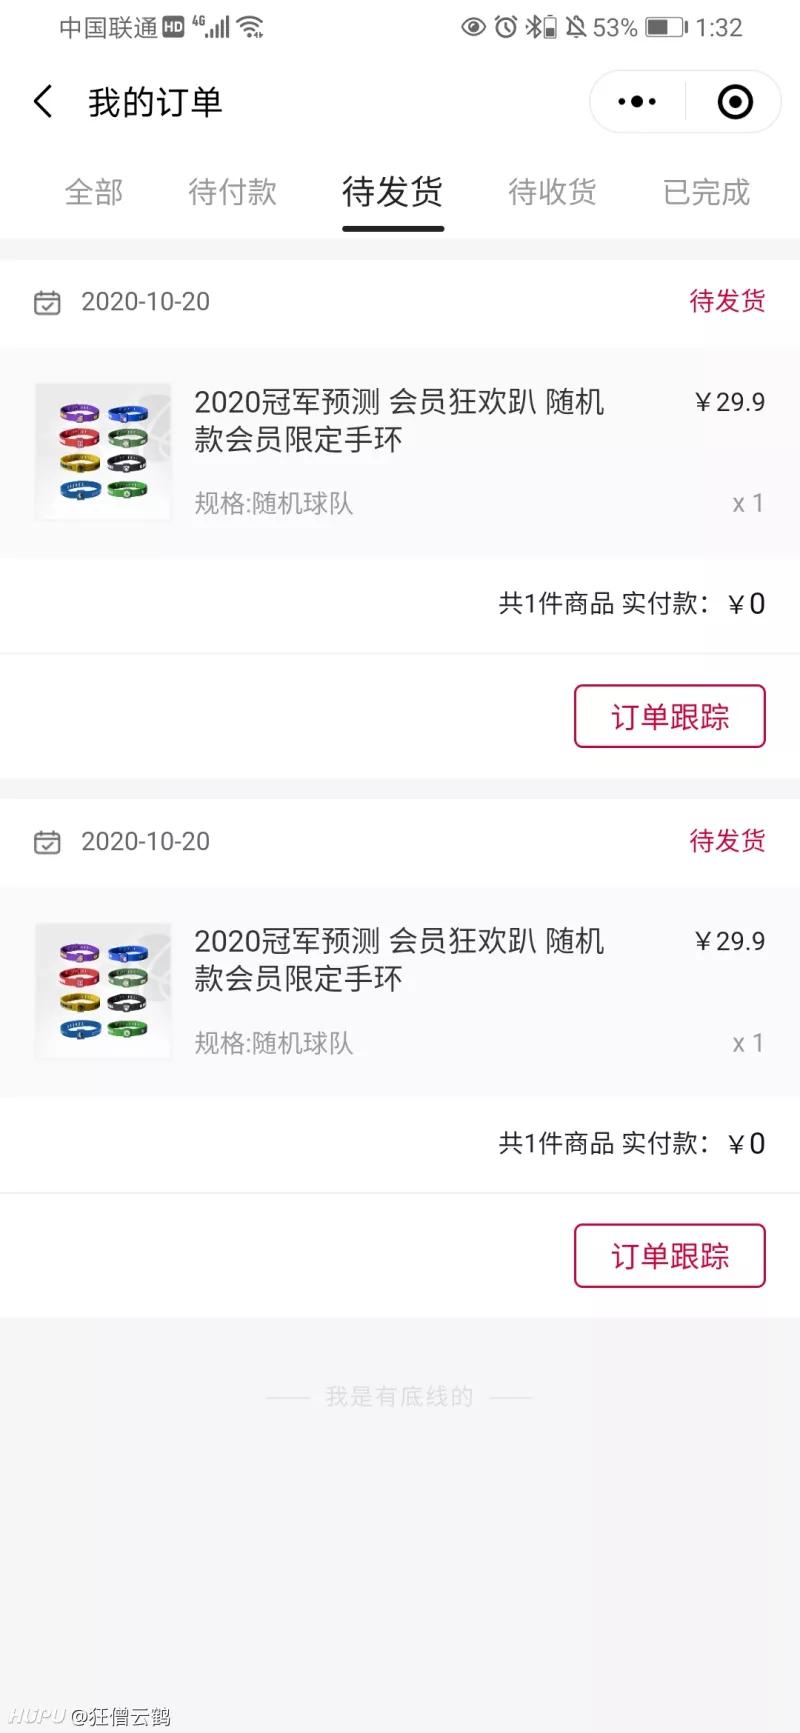 中国联通 HD 4G 53% 1:32
我的订单
全部 待付款 待发货 待收货 已完成
2020-10-20 待发货
2020冠军预测 会员狂欢趴 随机 ￥29.9
款会员限定手环
规格:随机球队 x 1
共1件商品 实付款：￥0
订单跟踪
2020-10-20 待发货
2020冠军预测 会员狂欢趴 随机 ￥29.9
款会员限定手环
规格:随机球队 x 1
共1件商品 实付款：￥0
订单跟踪
我是有底线的
HUPU @狂僧云鹤